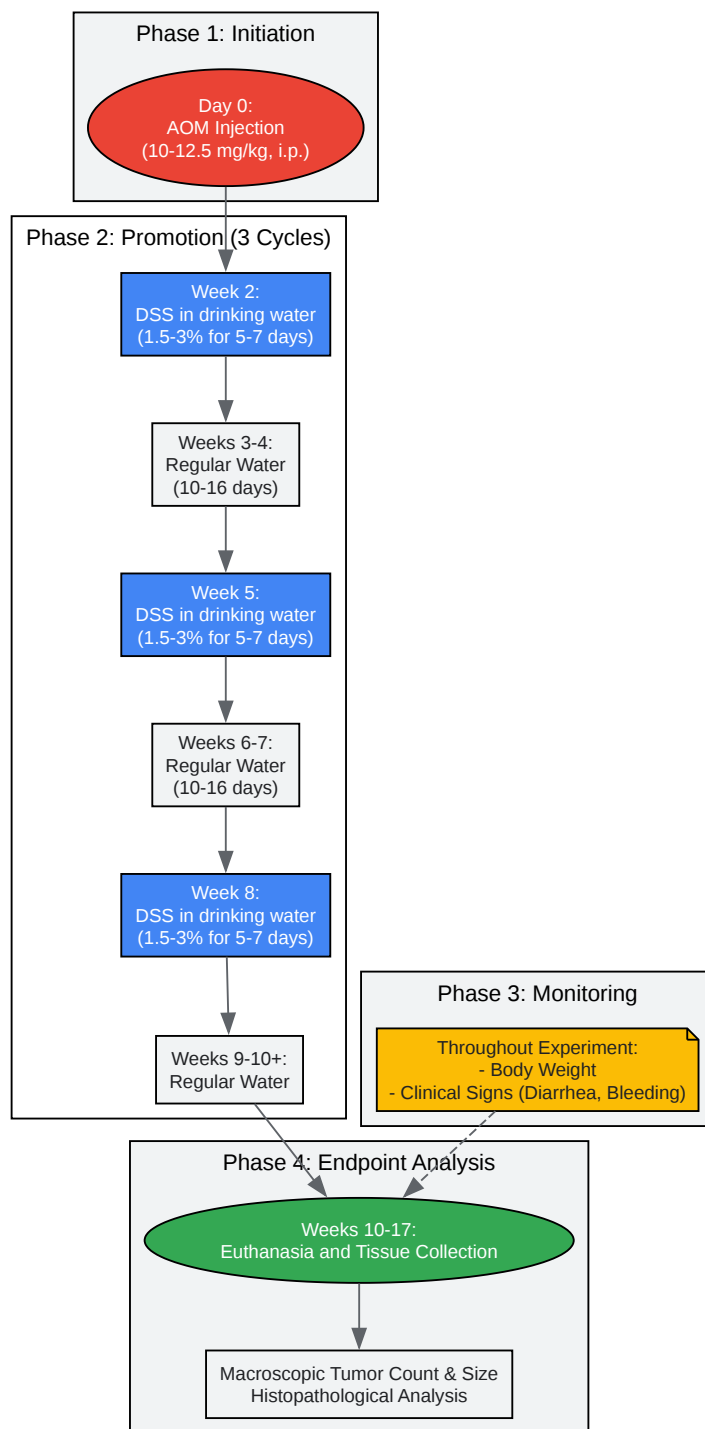 Phase 1: Initiation
Day 0:
AOM Injection
(10-12.5 mg/kg, i.p.)
Phase 2: Promotion (3 Cycles)
Week 2:
DSS in drinking water
(1.5-3% for 5-7 days)
Weeks 3-4:
Regular Water
(10-16 days)
Week 5:
DSS in drinking water
(1.5-3% for 5-7 days)
Weeks 6-7:
Regular Water
(10-16 days)
Week 8:
DSS in drinking water
(1.5-3% for 5-7 days)
Weeks 9-10+:
Regular Water
Phase 3: Monitoring
Throughout Experiment:
- Body Weight
- Clinical Signs (Diarrhea, Bleeding)
Phase 4: Endpoint Analysis
Weeks 10-17:
Euthanasia and Tissue Collection
Macroscopic Tumor Count & Size
Histopathological Analysis